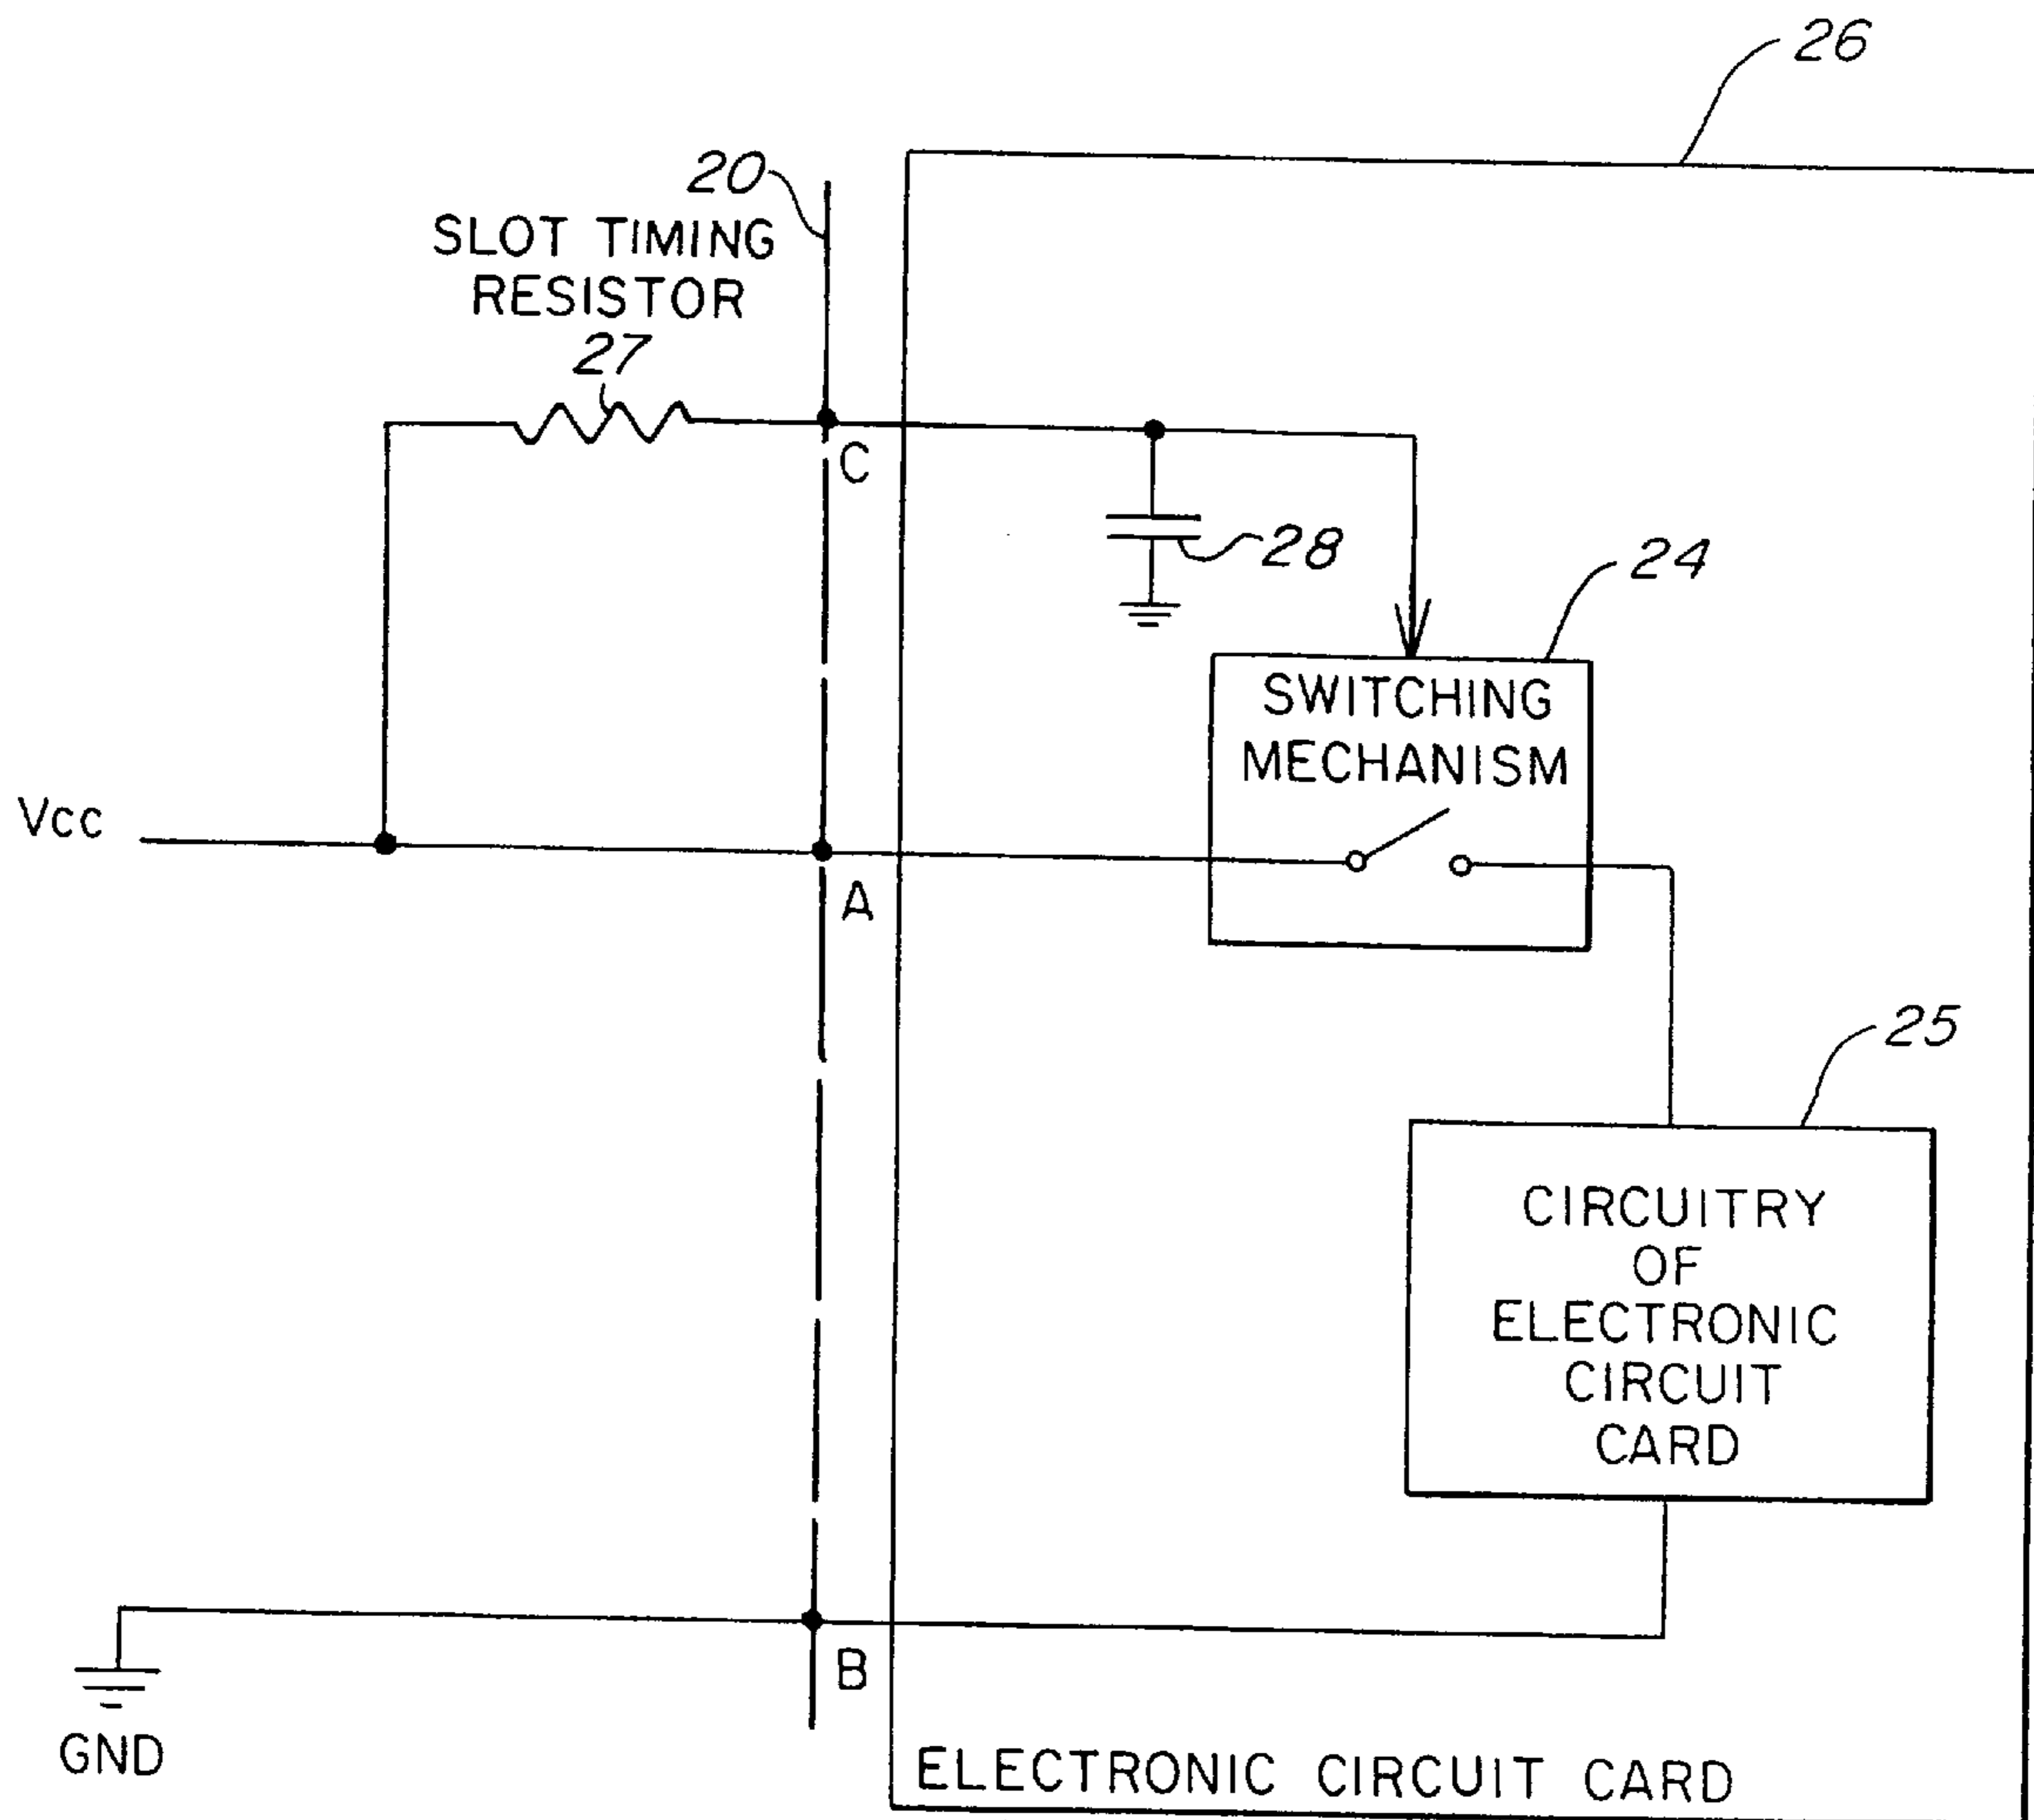 26
20
SLOT TIMING
RESISTOR
27
C
28
24
SWITCHING
MECHANISM
Vcc
A
25
CIRCUITRY
OF
ELECTRONIC
CIRCUIT
CARD
B
GND
ELECTRONIC CIRCUIT CARD